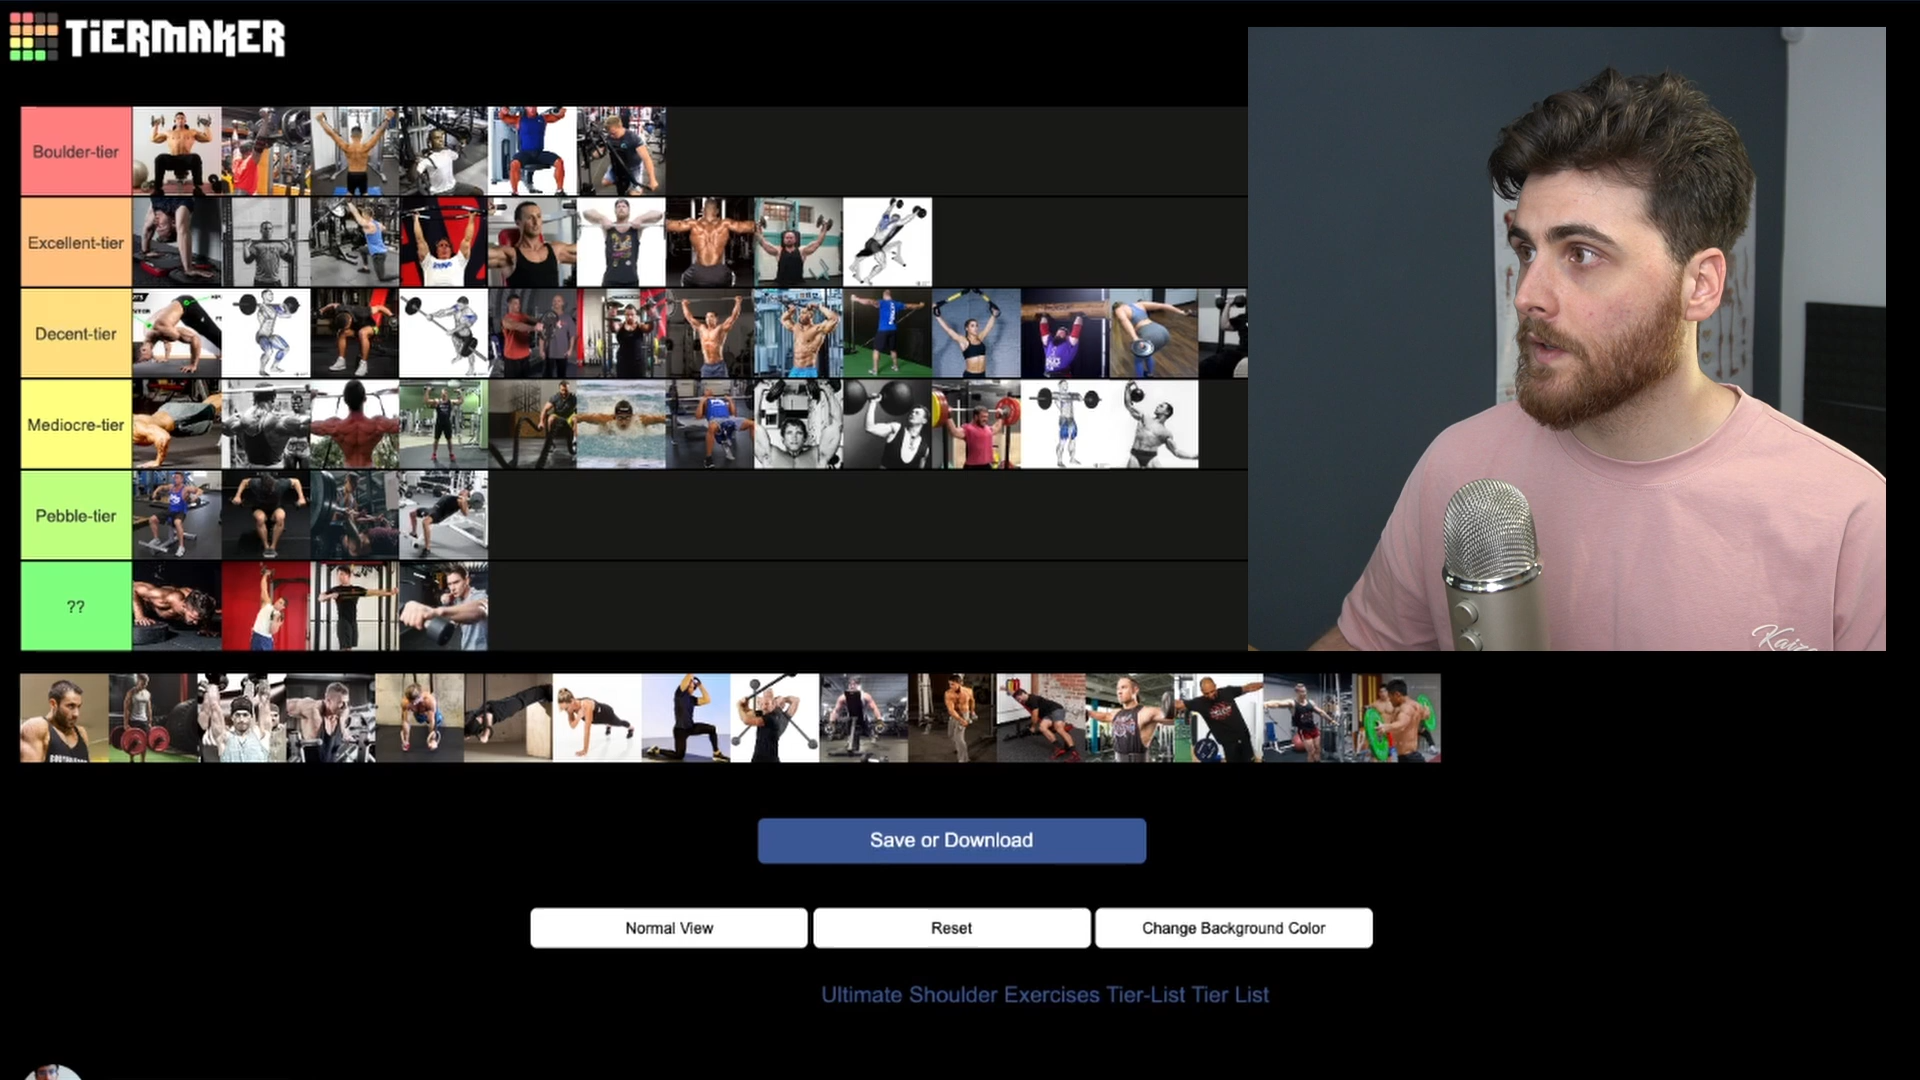 TiERMAKER
Boulder-tier
Excellent-tier
Decent-tier
Mediocre-tier
Pebble-tier
??
Save or Download
Normal View
Reset
Change Background Color
Ultimate Shoulder Exercises Tier-List Tier List